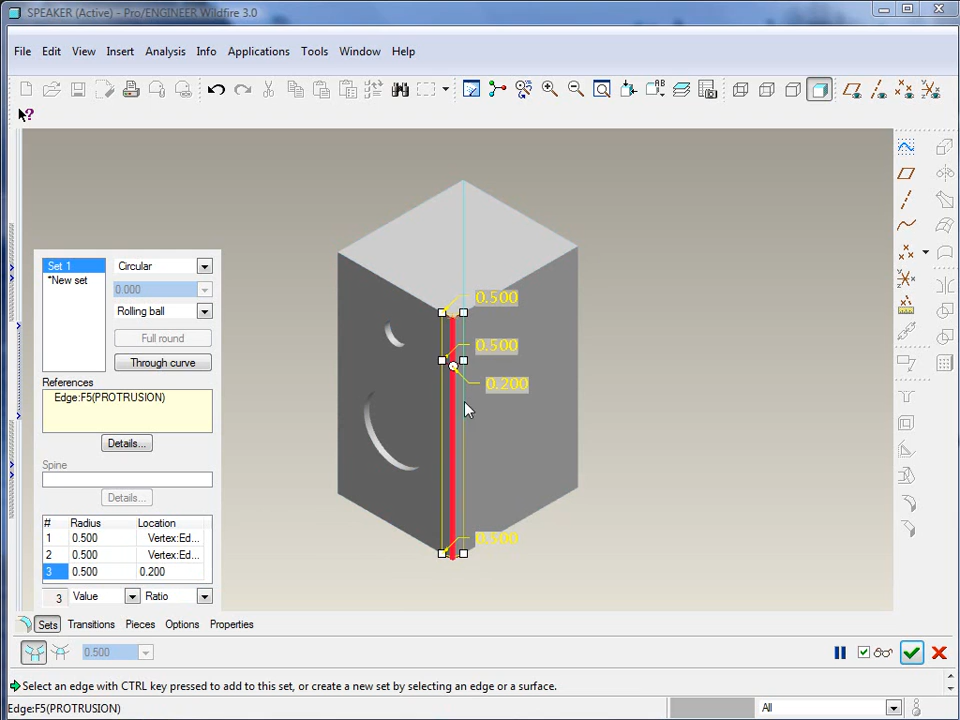 SPEAKER (Active) - Pro/ENGINEER Wildfire 3.0
File Edit View Insert Analysis Info Applications Tools Window Help
Set 1
*New set
Circular
0.000
Rolling ball
Full round
Through curve
References
Edge:F5(PROTRUSION)
Details...
Spine
Details...
# Radius Location
1 0.500 Vertex:Ed...
2 0.500 Vertex:Ed...
3 0.500 0.200
3 Value Ratio
0.500
0.500
0.200
0.500
Sets Transitions Pieces Options Properties
0.500
Select an edge with CTRL key pressed to add to this set, or create a new set by selecting an edge or a surface.
Edge:F5(PROTRUSION)
All